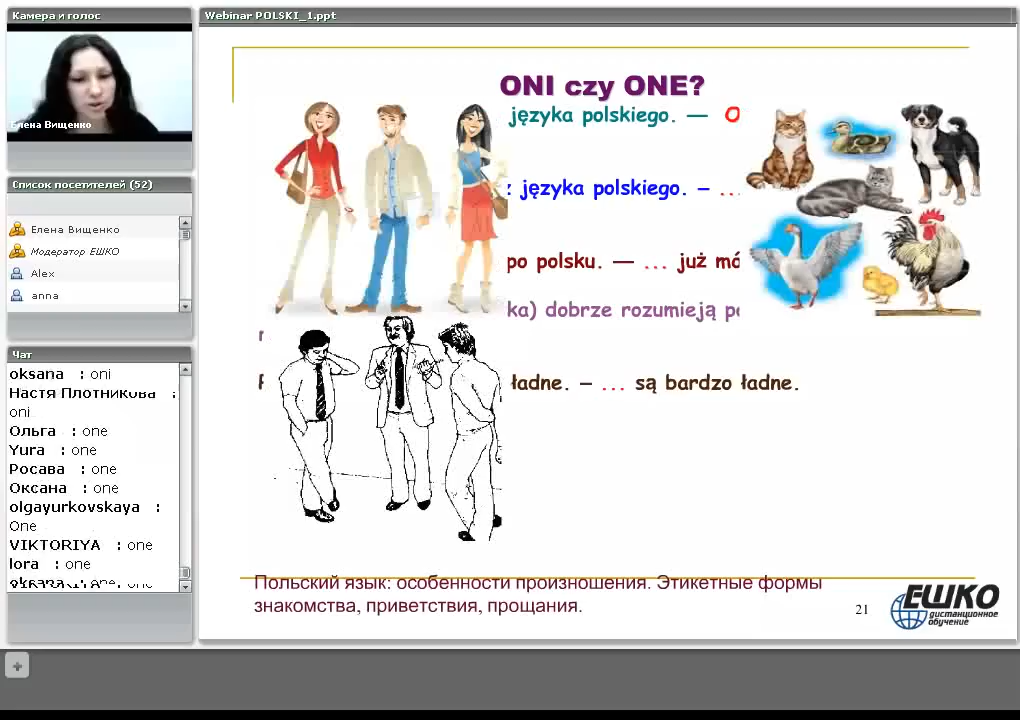 Камера и голос
Елена Вищенко
Список посетителей (52)
Елена Вищенко
Модератор ЕШКО
Alex
anna
Чат
oksana : oni
Настя Плотникова :
oni
Ольга : one
Yura : one
Росава : one
Оксана : one
olgayurkovskaya :
One
VIKTORIYA : one
lora : one
Webinar POLSKI_1.ppt
ONI czy ONE?
języka polskiego. —
języka polskiego. – ...
po polsku. — ... już
dobrze rozumieją
ładne. – ... są bardzo ładne.
Польский язык: особенности произношения. Этикетные формы
знакомства, приветствия, прощания.
21
ЕШКО
дистанционное
обучение